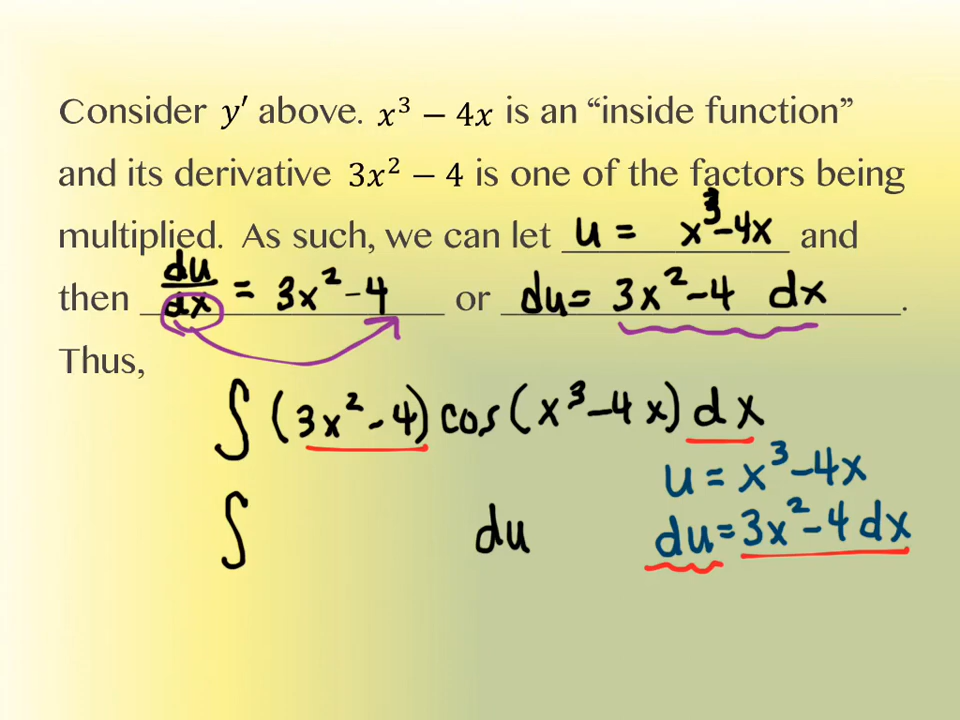 Consider y′ above. x³ − 4x is an “inside function”
and its derivative 3x² − 4 is one of the factors being
multiplied. As such, we can let u = x³-4x and
then du/dx = 3x²-4 or du = 3x²-4 dx.
Thus,
∫ (3x²-4) cos(x³-4x) dx
u = x³-4x
∫ du
du = 3x²-4 dx